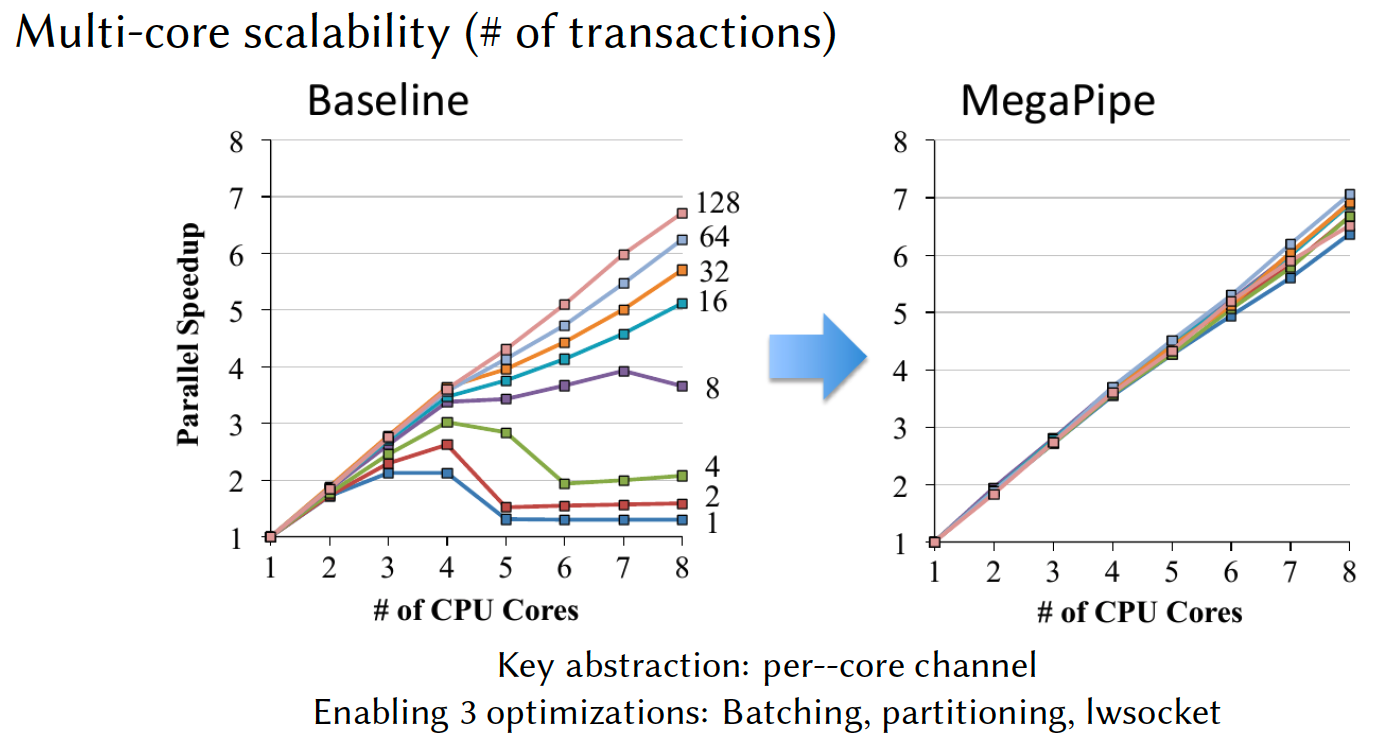 Multi-core scalability (# of transactions)
Baseline
8
7
6
5
4
3
2
1
Parallel Speedup
128
64
32
16
8
4
2
1
1 2 3 4 5 6 7 8
# of CPU Cores
MegaPipe
8
7
6
5
4
3
2
1
1 2 3 4 5 6 7 8
# of CPU Cores
Key abstraction: per--core channel
Enabling 3 optimizations: Batching, partitioning, lwsocket